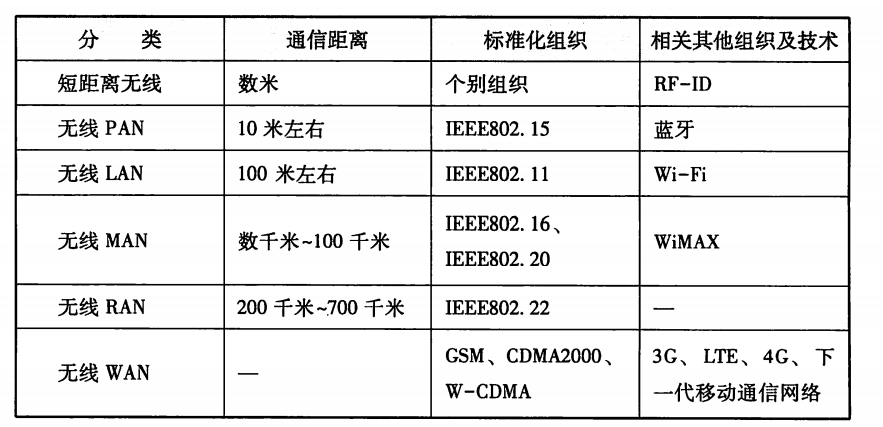 分 类 通信距离 标准化组织 相关其他组织及技术
短距离无线 数米 个别组织 RF-ID
无线 PAN 10 米左右 IEEE802.15 蓝牙
无线 LAN 100 米左右 IEEE802.11 Wi-Fi
无线 MAN 数千米~100 千米 IEEE802.16、
IEEE802.20 WiMAX
无线 RAN 200 千米~700 千米 IEEE802.22 —
无线 WAN — GSM、CDMA2000、
W-CDMA 3G、LTE、4G、下
一代移动通信网络